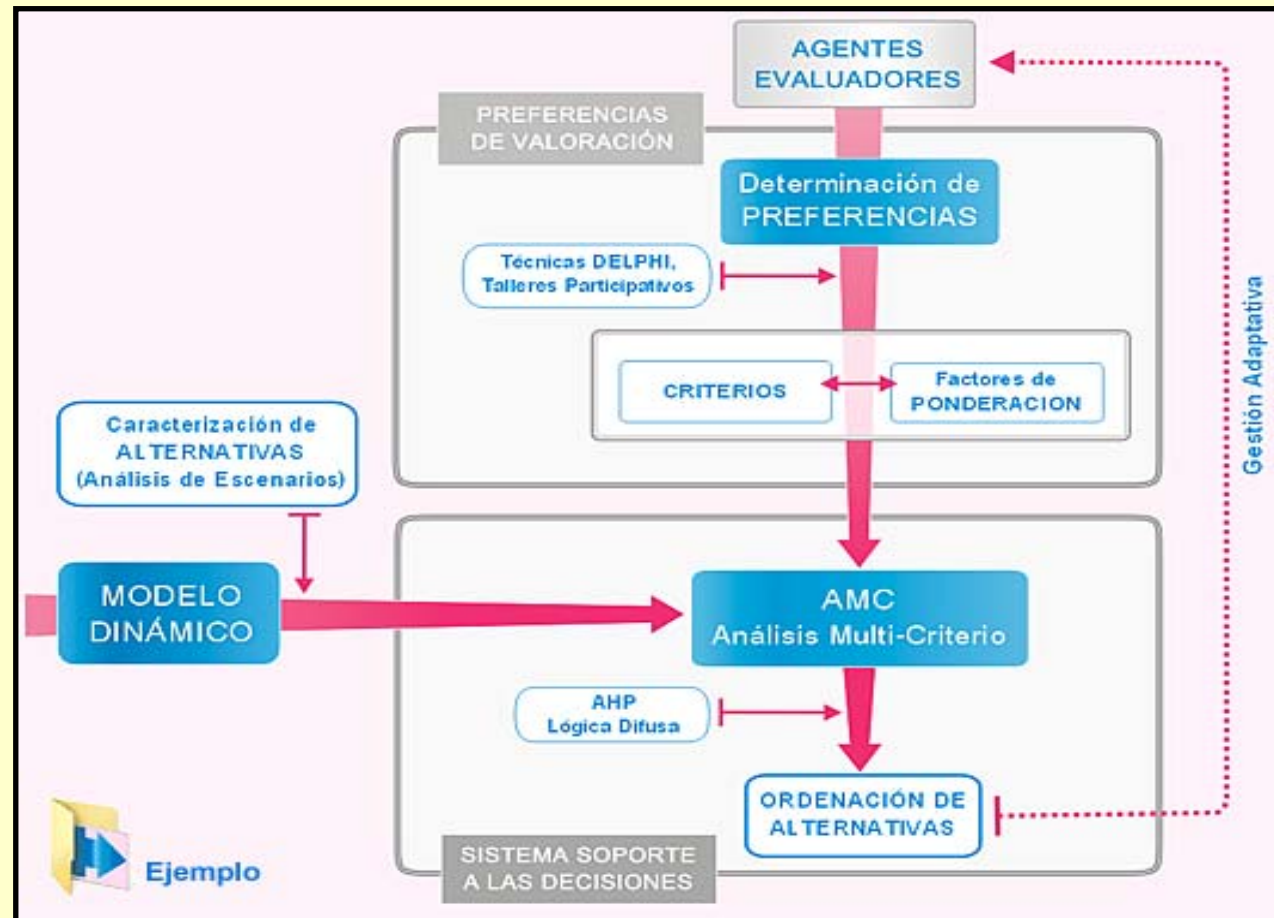 AGENTES
EVALUADORES
PREFERENCIAS
DE VALORACIÓN
Determinación de
PREFERENCIAS
Técnicas DELPHI,
Talleres Participativos
CRITERIOS
Factores de
PONDERACION
Gestión Adaptativa
Caracterización de
ALTERNATIVAS
(Análisis de Escenarios)
MODELO
DINÁMICO
AMC
Análisis Multi-Criterio
AHP
Lógica Difusa
ORDENACIÓN DE
ALTERNATIVAS
Ejemplo
SISTEMA SOPORTE
A LAS DECISIONES